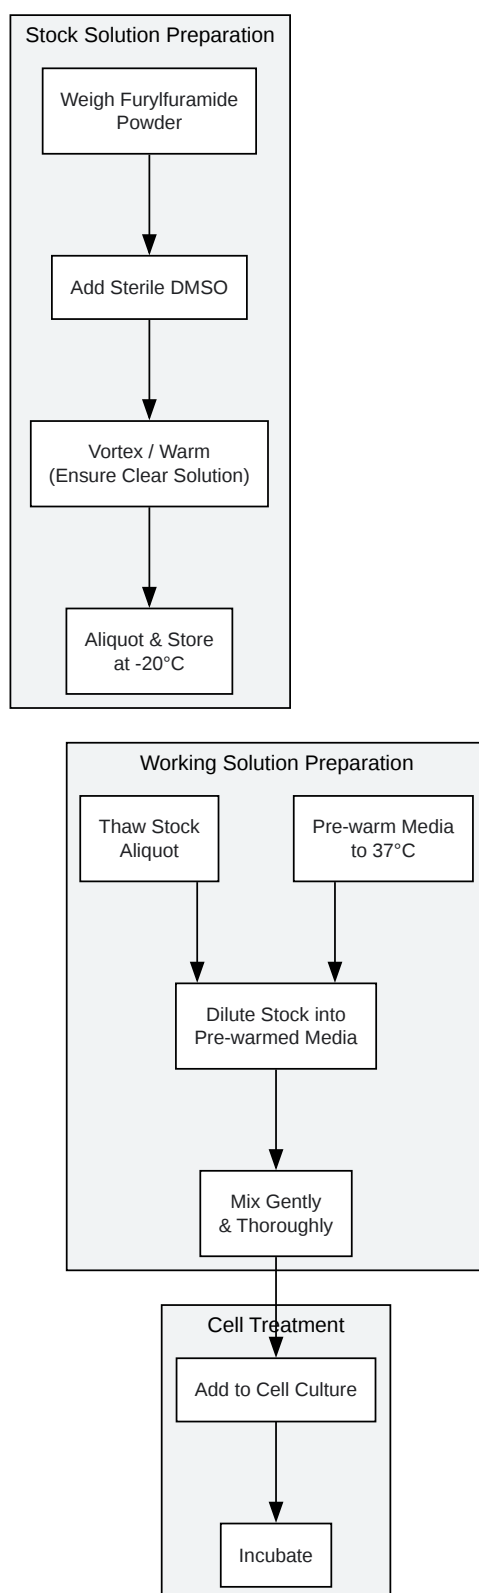 Stock Solution Preparation
Weigh Furylfuramide
Powder
Add Sterile DMSO
Vortex / Warm
(Ensure Clear Solution)
Aliquot & Store
at -20°C
Working Solution Preparation
Thaw Stock
Aliquot
Pre-warm Media
to 37°C
Dilute Stock into
Pre-warmed Media
Mix Gently
& Thoroughly
Cell Treatment
Add to Cell Culture
Incubate